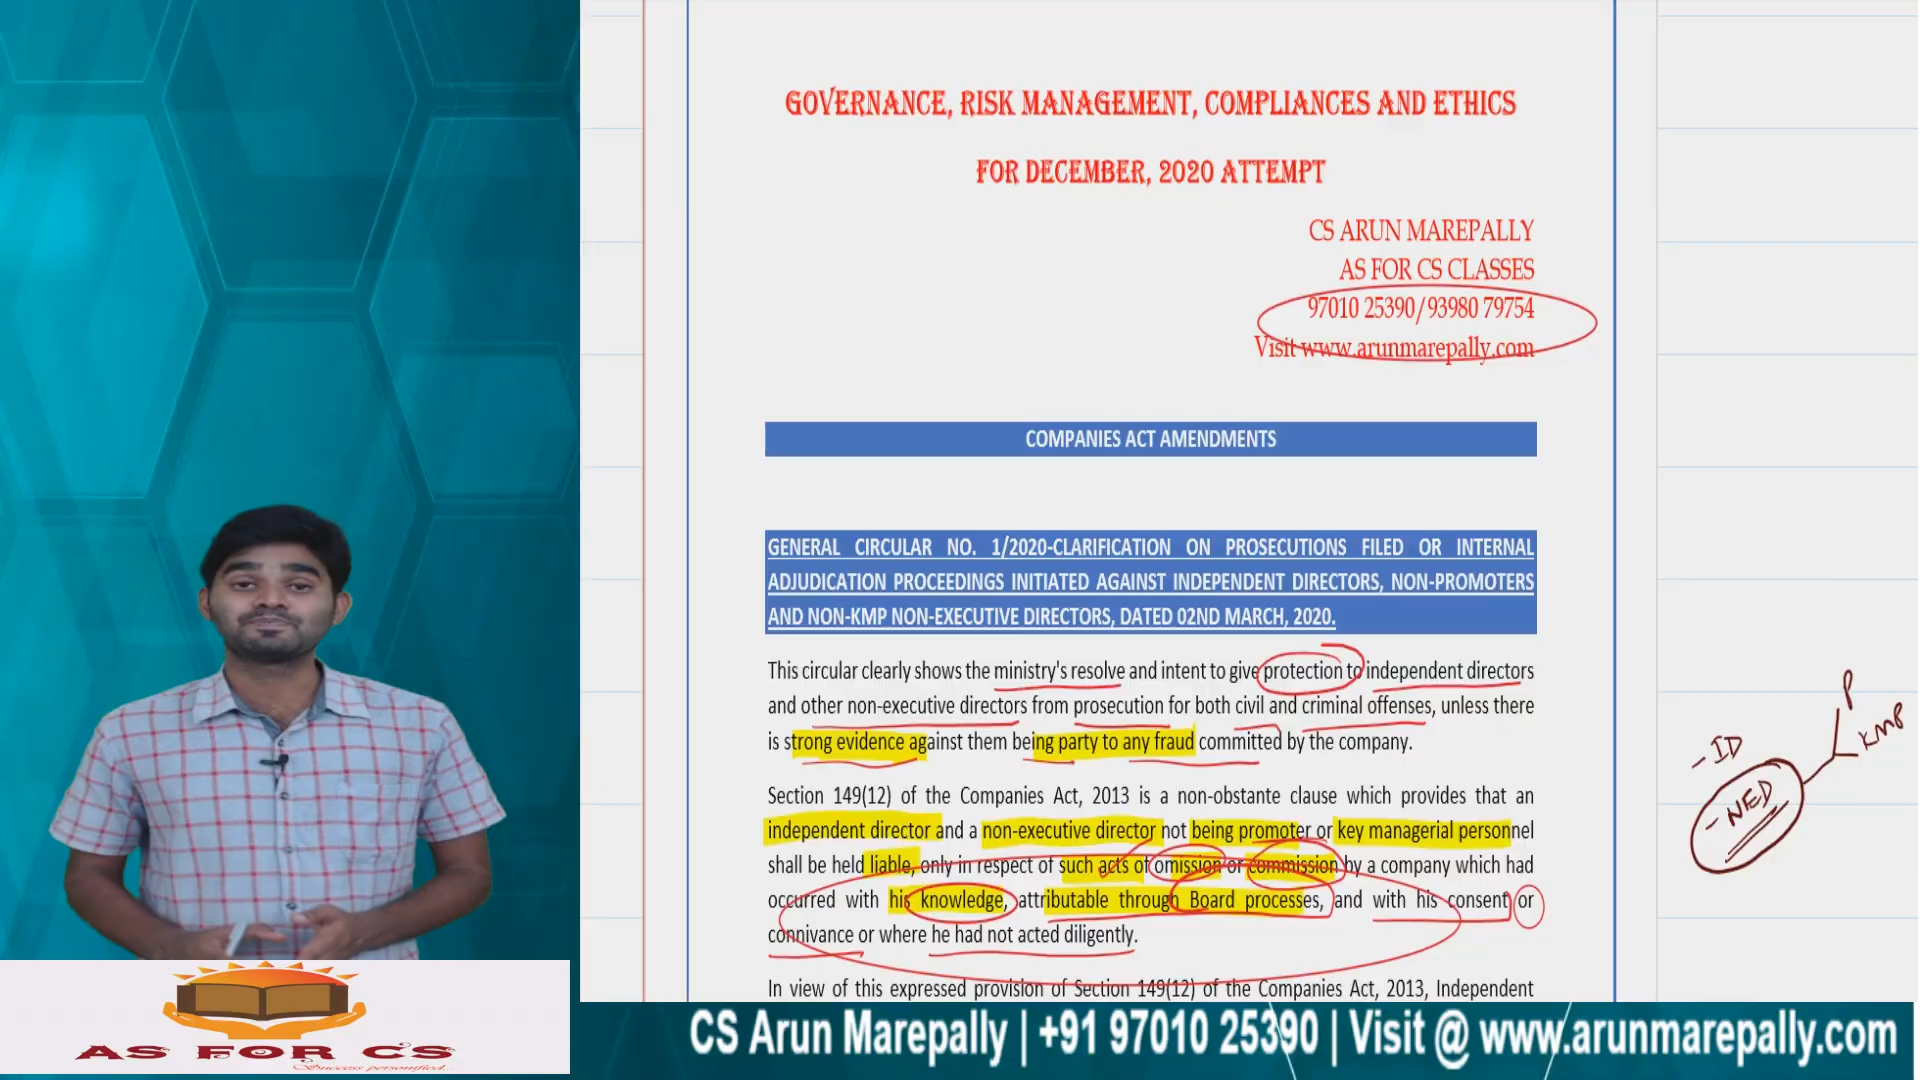 GOVERNANCE, RISK MANAGEMENT, COMPLIANCES AND ETHICS
FOR DECEMBER, 2020 ATTEMPT
CS ARUN MAREPALLY
AS FOR CS CLASSES
97010 25390/93980 79754
Visit www.arunmarepally.com
COMPANIES ACT AMENDMENTS
GENERAL CIRCULAR NO. 1/2020-CLARIFICATION ON PROSECUTIONS FILED OR INTERNAL
ADJUDICATION PROCEEDINGS INITIATED AGAINST INDEPENDENT DIRECTORS, NON-PROMOTERS
AND NON-KMP NON-EXECUTIVE DIRECTORS, DATED 02ND MARCH, 2020.
This circular clearly shows the ministry's resolve and intent to give protection to independent directors
and other non-executive directors from prosecution for both civil and criminal offenses, unless there
is strong evidence against them being party to any fraud committed by the company.
Section 149(12) of the Companies Act, 2013 is a non-obstante clause which provides that an
independent director and a non-executive director not being promoter or key managerial personnel
shall be held liable, only in respect of such acts of omission or commission by a company which had
occurred with his knowledge, attributable through Board processes, and with his consent or
connivance or where he had not acted diligently.
In view of this expressed provision of Section 149(12) of the Companies Act, 2013, Independent
P
KMP
- ID
- NED
AS FOR CS
Success personified...
CS Arun Marepally | +91 97010 25390 | Visit @ www.arunmarepally.com